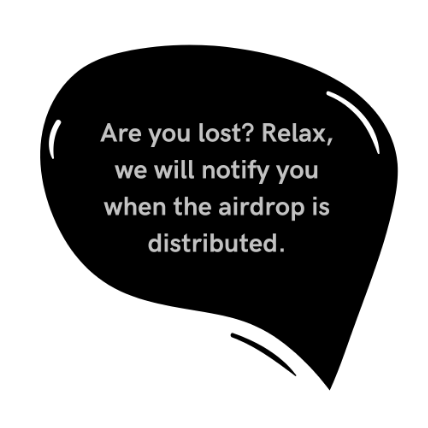 Are you lost? Relax,
we will notify you
when the airdrop is
distributed.